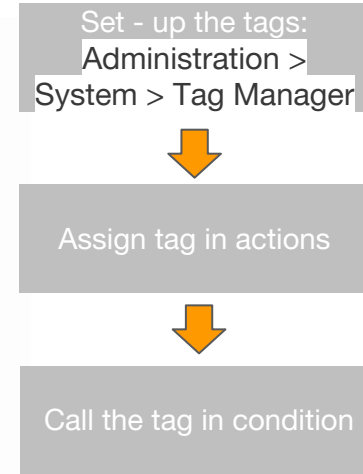 Set - up the tags:
Administration >
System > Tag Manager
Assign tag in actions
Call the tag in condition